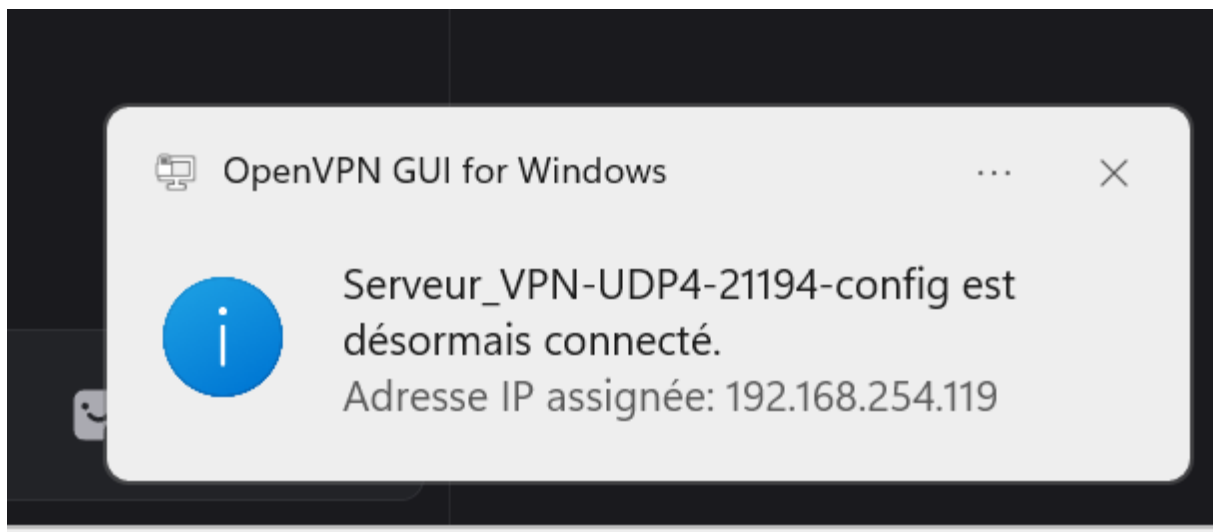 OpenVPN GUI for Windows
Serveur_VPN-UDP4-21194-config est
désormais connecté.
Adresse IP assignée: 192.168.254.119